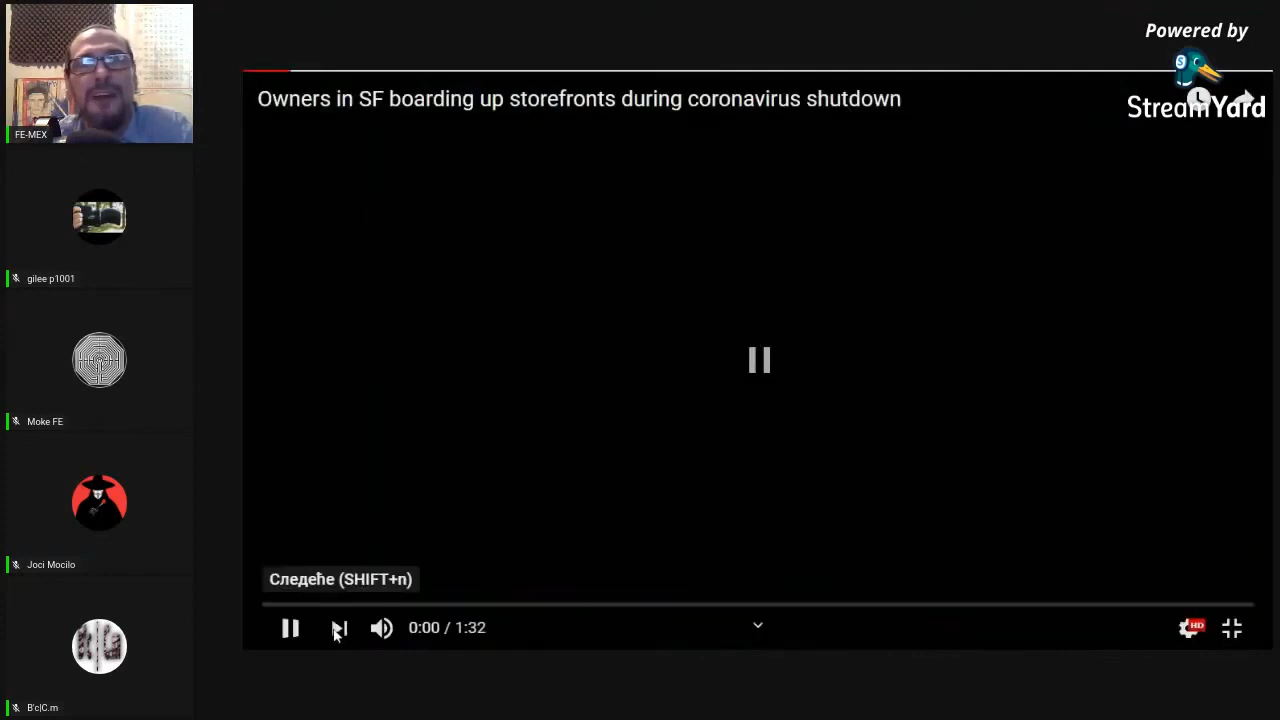 Powered by
StreamYard
Owners in SF boarding up storefronts during coronavirus shutdown
FE-MEX
gilee p1001
Moke FE
Joci Mocilo
B'c|C.m
Следеће (SHIFT+n)
0:00 / 1:32
HD